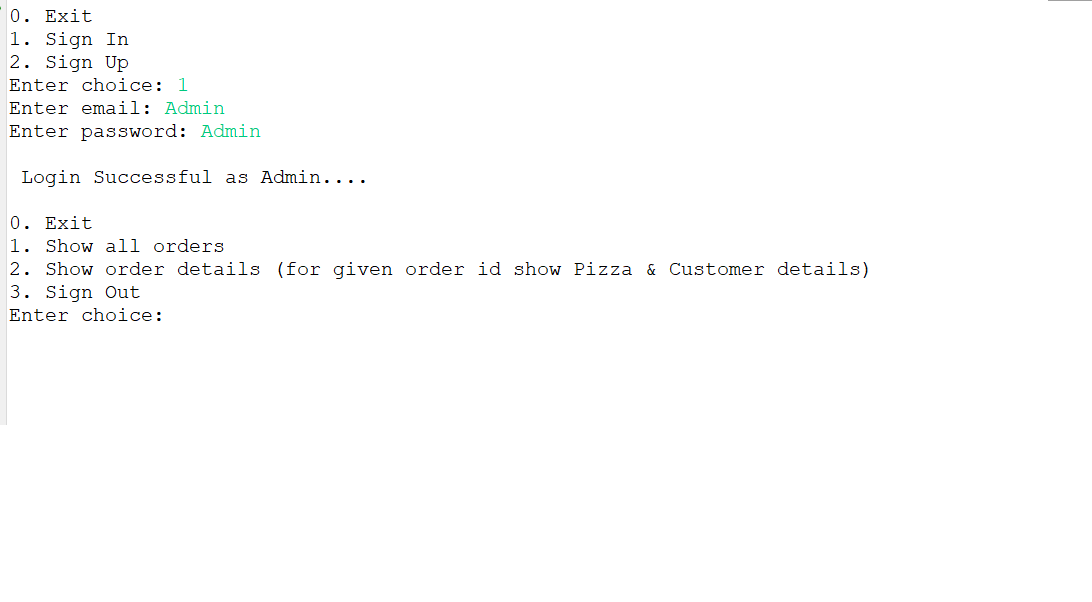 0. Exit
1. Sign In
2. Sign Up
Enter choice: 1
Enter email: Admin
Enter password: Admin
Login Successful as Admin....
0. Exit
1. Show all orders
2. Show order details (for given order id show Pizza & Customer details)
3. Sign Out
Enter choice: